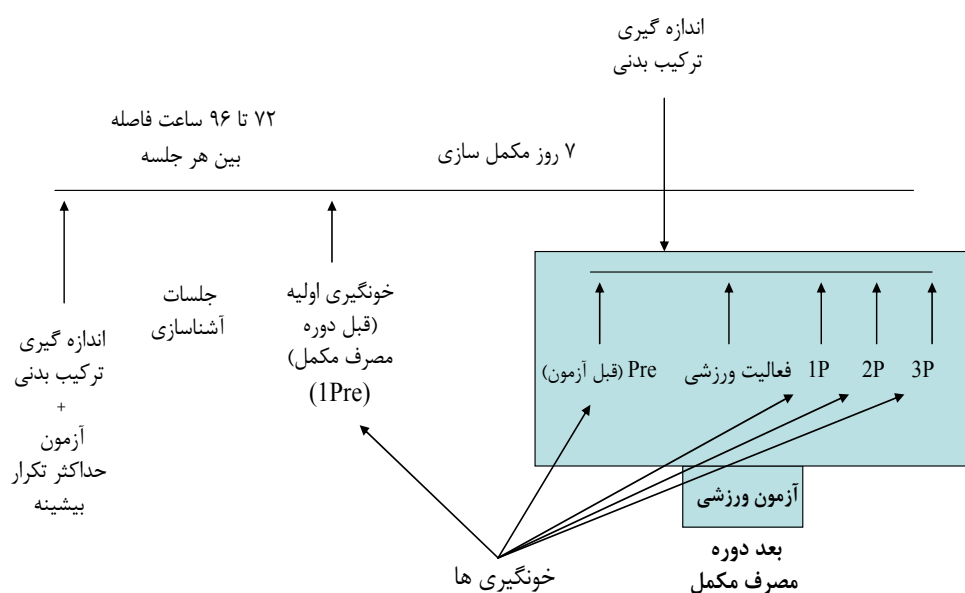 اندازه گیری
ترکیب بدنی
۷۲ تا ۹۶ ساعت فاصله
بین هر جلسه
۷ روز مکمل سازی
اندازه گیری
ترکیب بدنی
+
آزمون
حداکثر تکرار
بیشینه
جلسات
آشناسازی
خونگیری اولیه
(قبل دوره
مصرف مکمل)
(1Pre)
Pre (قبل آزمون)
فعالیت ورزشی
1P
2P
3P
آزمون ورزشی
بعد دوره
مصرف مکمل
خونگیری ها